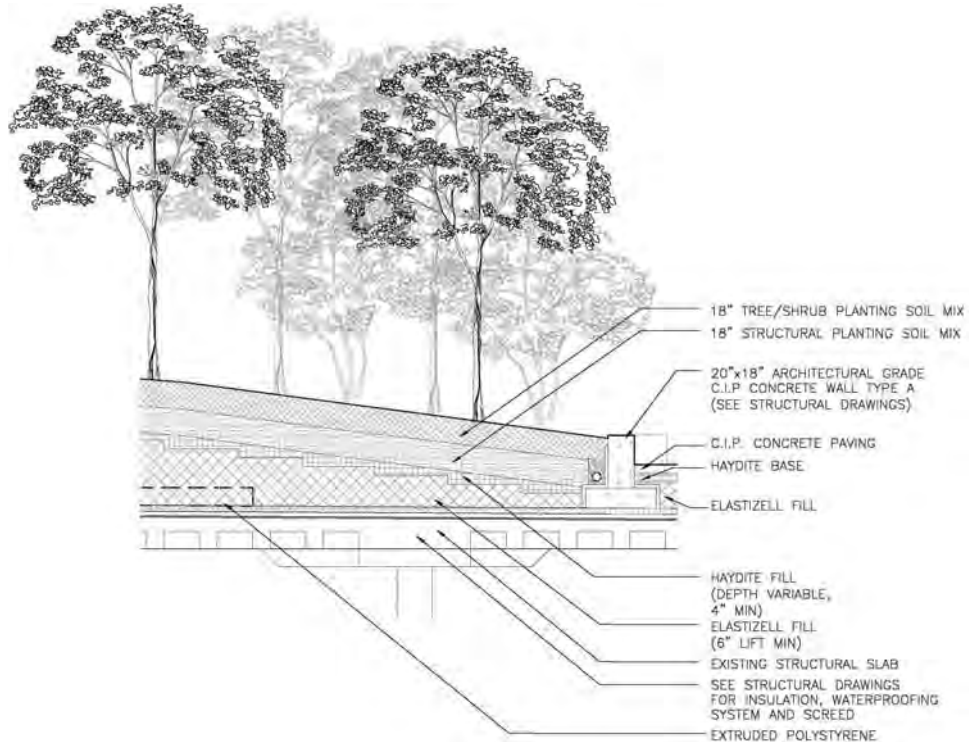 18" TREE/SHRUB PLANTING SOIL MIX
18" STRUCTURAL PLANTING SOIL MIX
20"x18" ARCHITECTURAL GRADE
C.I.P CONCRETE WALL TYPE A
(SEE STRUCTURAL DRAWINGS)
C.I.P. CONCRETE PAVING
HAYDITE BASE
ELASTIZELL FILL
HAYDITE FILL
(DEPTH VARIABLE,
4" MIN)
ELASTIZELL FILL
(6" LIFT MIN)
EXISTING STRUCTURAL SLAB
SEE STRUCTURAL DRAWINGS
FOR INSULATION, WATERPROOFING
SYSTEM AND SCREED
EXTRUDED POLYSTYRENE